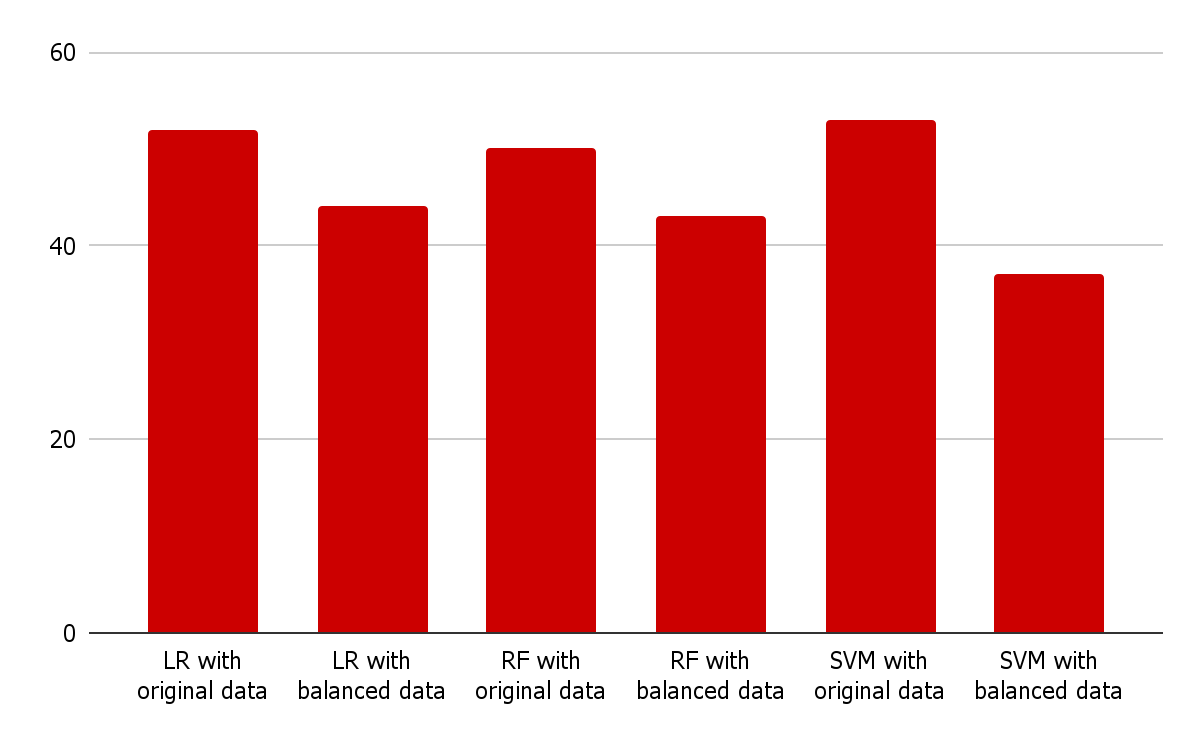 60
40
20
0
LR with
original data
LR with
balanced data
RF with
original data
RF with
balanced data
SVM with
original data
SVM with
balanced data